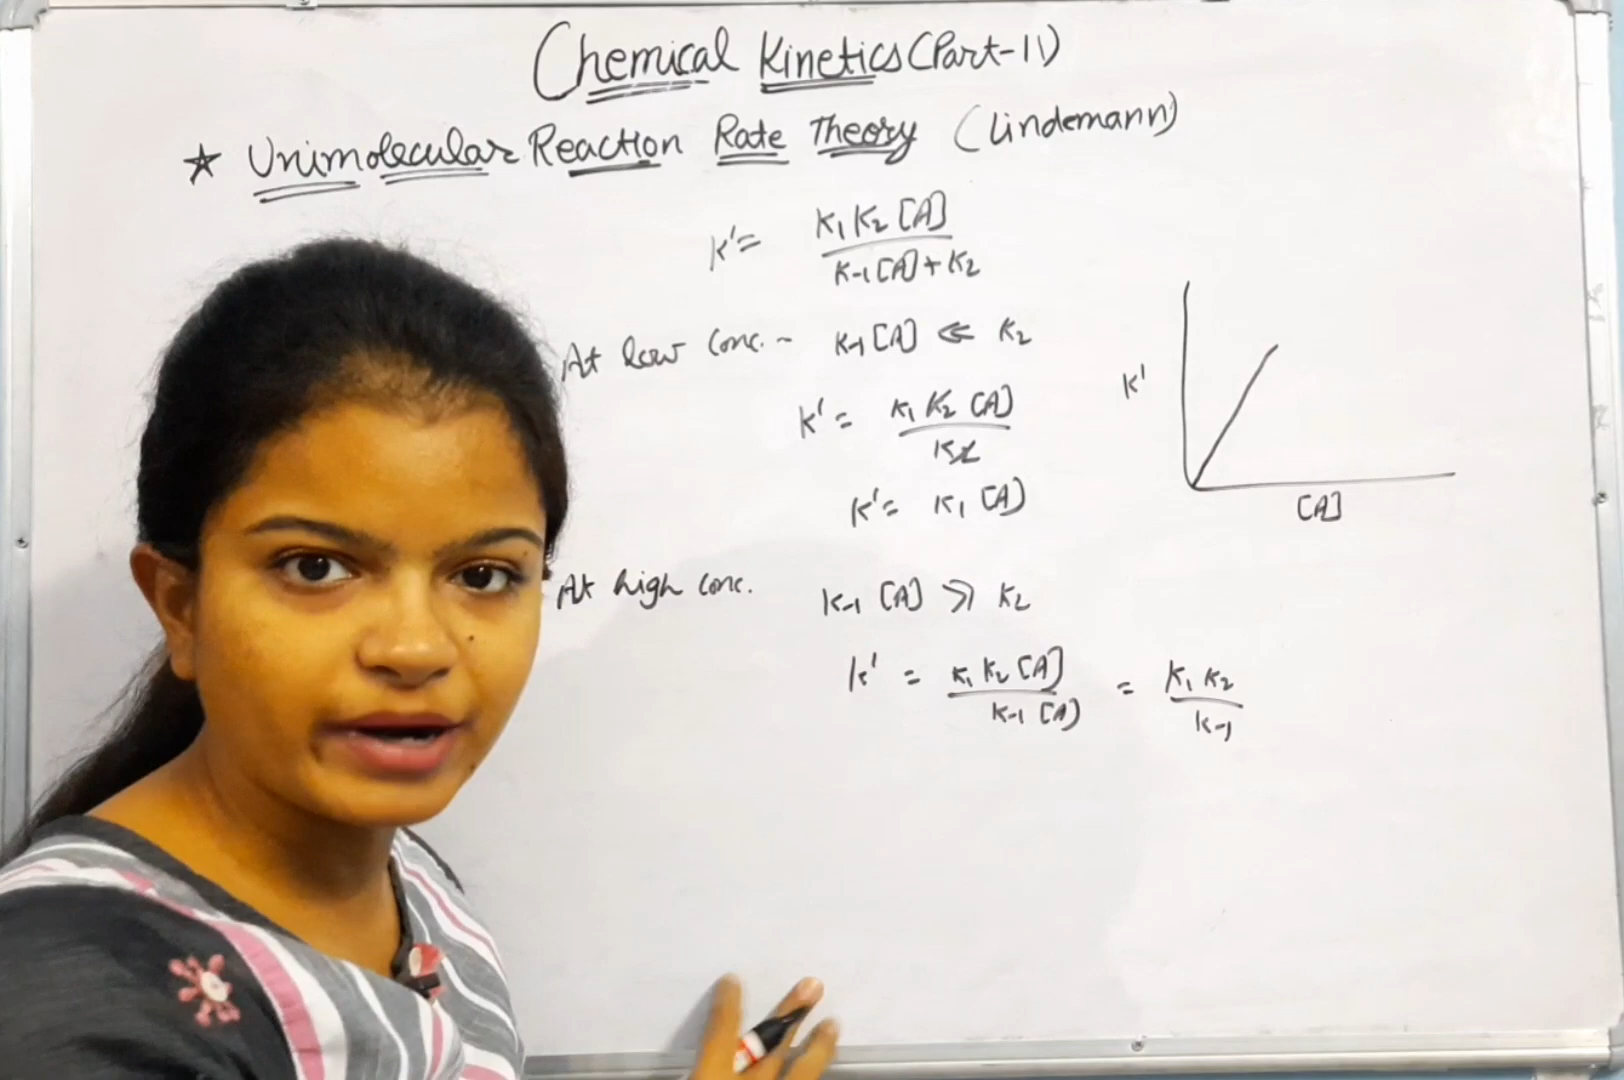 Chemical Kinetics (Part-11)
★ Unimolecular Reaction Rate Theory (Lindemann)
K' = K1 K2 [A] / K-1 [A] + K2
At low conc. - K-1 [A] << K2
K' = K1 K2 [A] / K2
K' = K1 [A]
K'
[A]
At high conc. K-1 [A] >> K2
K' = K1 K2 [A] / K-1 [A] = K1 K2 / K-1